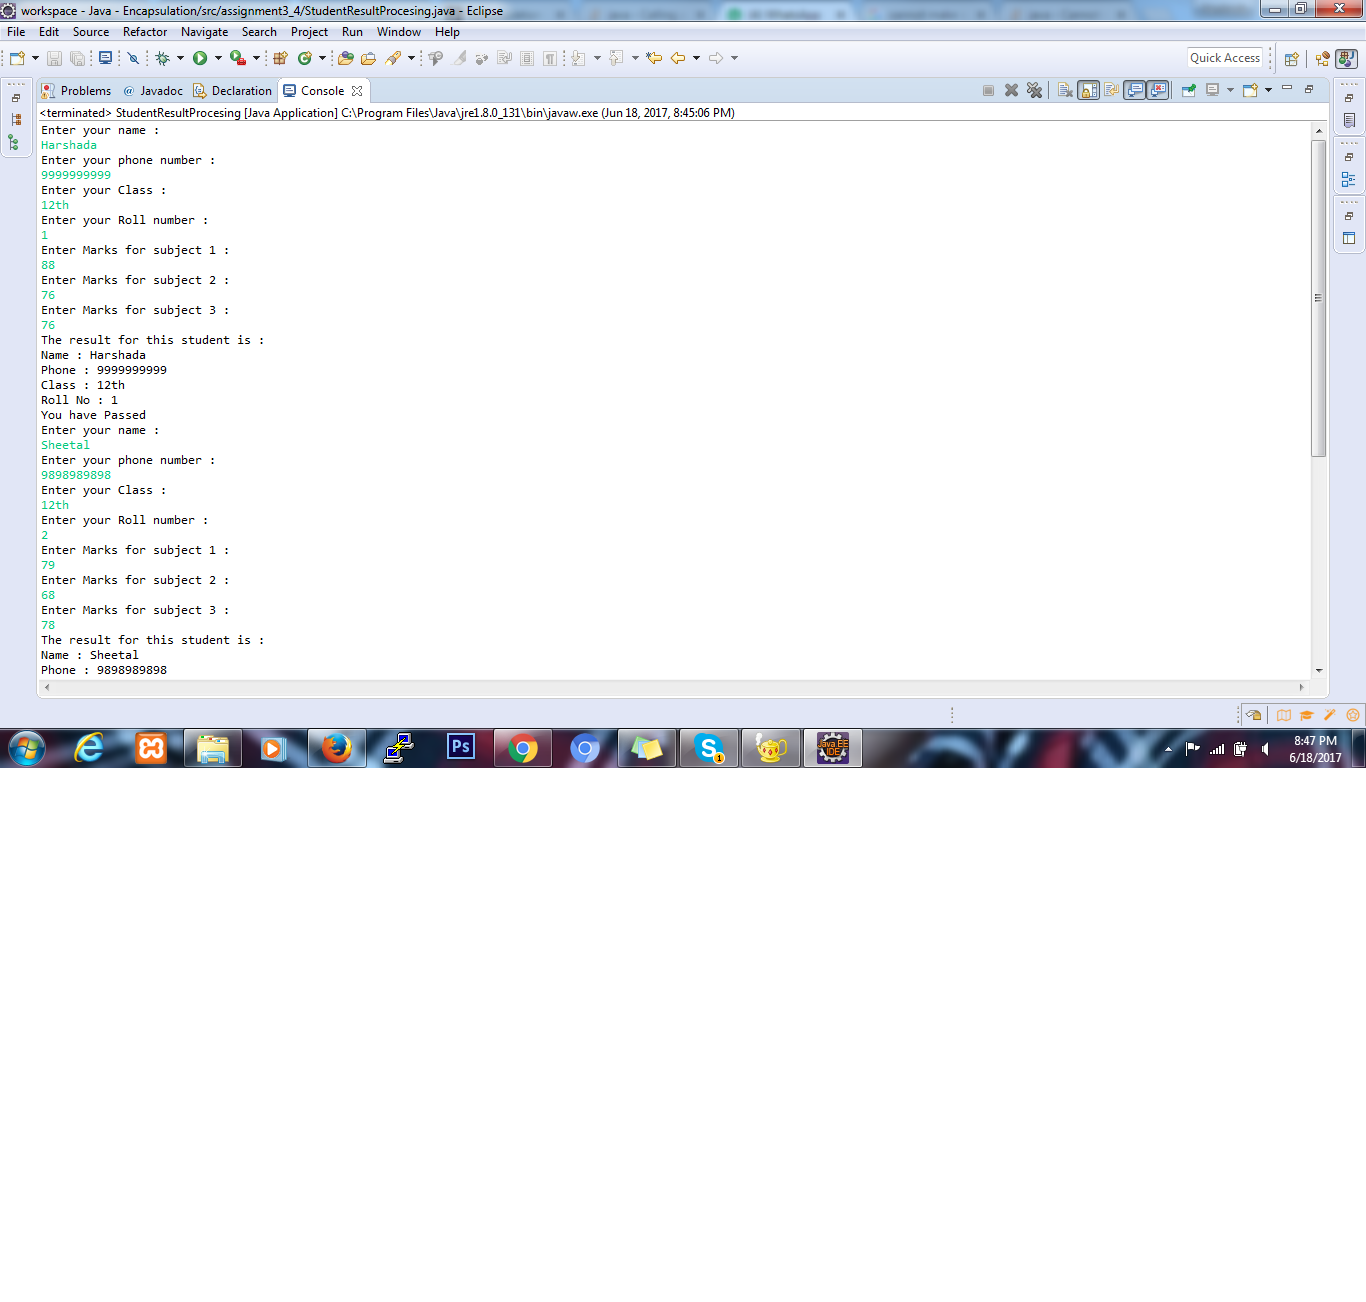 workspace - Java - Encapsulation/src/assignment3_4/StudentResultProcesing.java - Eclipse
File Edit Source Refactor Navigate Search Project Run Window Help
Quick Access
Problems @ Javadoc Declaration Console
<terminated> StudentResultProcesing [Java Application] C:\Program Files\Java\jre1.8.0_131\bin\javaw.exe (Jun 18, 2017, 8:45:06 PM)
Enter your name :
Harshada
Enter your phone number :
9999999999
Enter your Class :
12th
Enter your Roll number :
1
Enter Marks for subject 1 :
88
Enter Marks for subject 2 :
76
Enter Marks for subject 3 :
76
The result for this student is :
Name : Harshada
Phone : 9999999999
Class : 12th
Roll No : 1
You have Passed
Enter your name :
Sheetal
Enter your phone number :
9898989898
Enter your Class :
12th
Enter your Roll number :
2
Enter Marks for subject 1 :
79
Enter Marks for subject 2 :
68
Enter Marks for subject 3 :
78
The result for this student is :
Name : Sheetal
Phone : 9898989898
Ps
S
1
Java EE
IDE
8:47 PM
6/18/2017